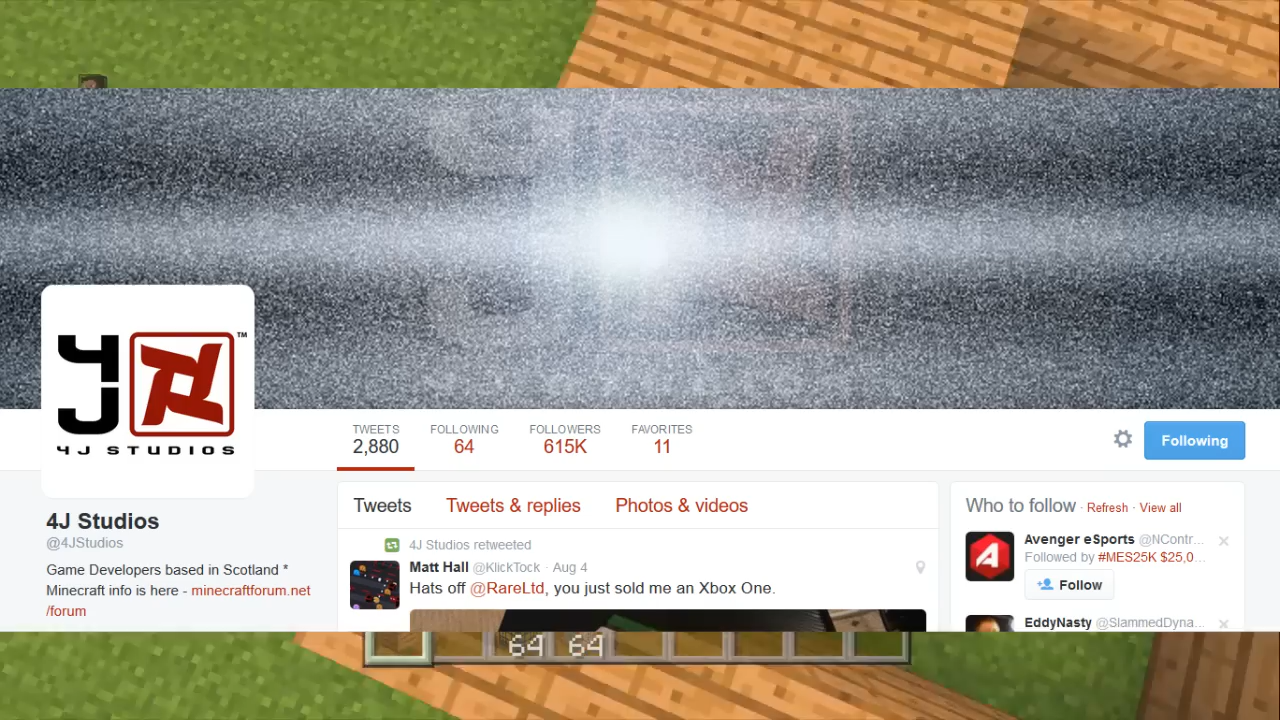 4J
™
4J STUDIOS
TWEETS FOLLOWING FOLLOWERS FAVORITES
2,880 64 615K 11
Following
4J Studios
@4JStudios
Game Developers based in Scotland *
Minecraft info is here - minecraftforum.net
/forum
Tweets Tweets & replies Photos & videos
4J Studios retweeted
Matt Hall @KlickTock · Aug 4
Hats off @RareLtd, you just sold me an Xbox One.
Who to follow · Refresh · View all
Avenger eSports @NContr...
Followed by #MES25K $25,0...
Follow
EddyNasty @SlammedDyna...
64 64